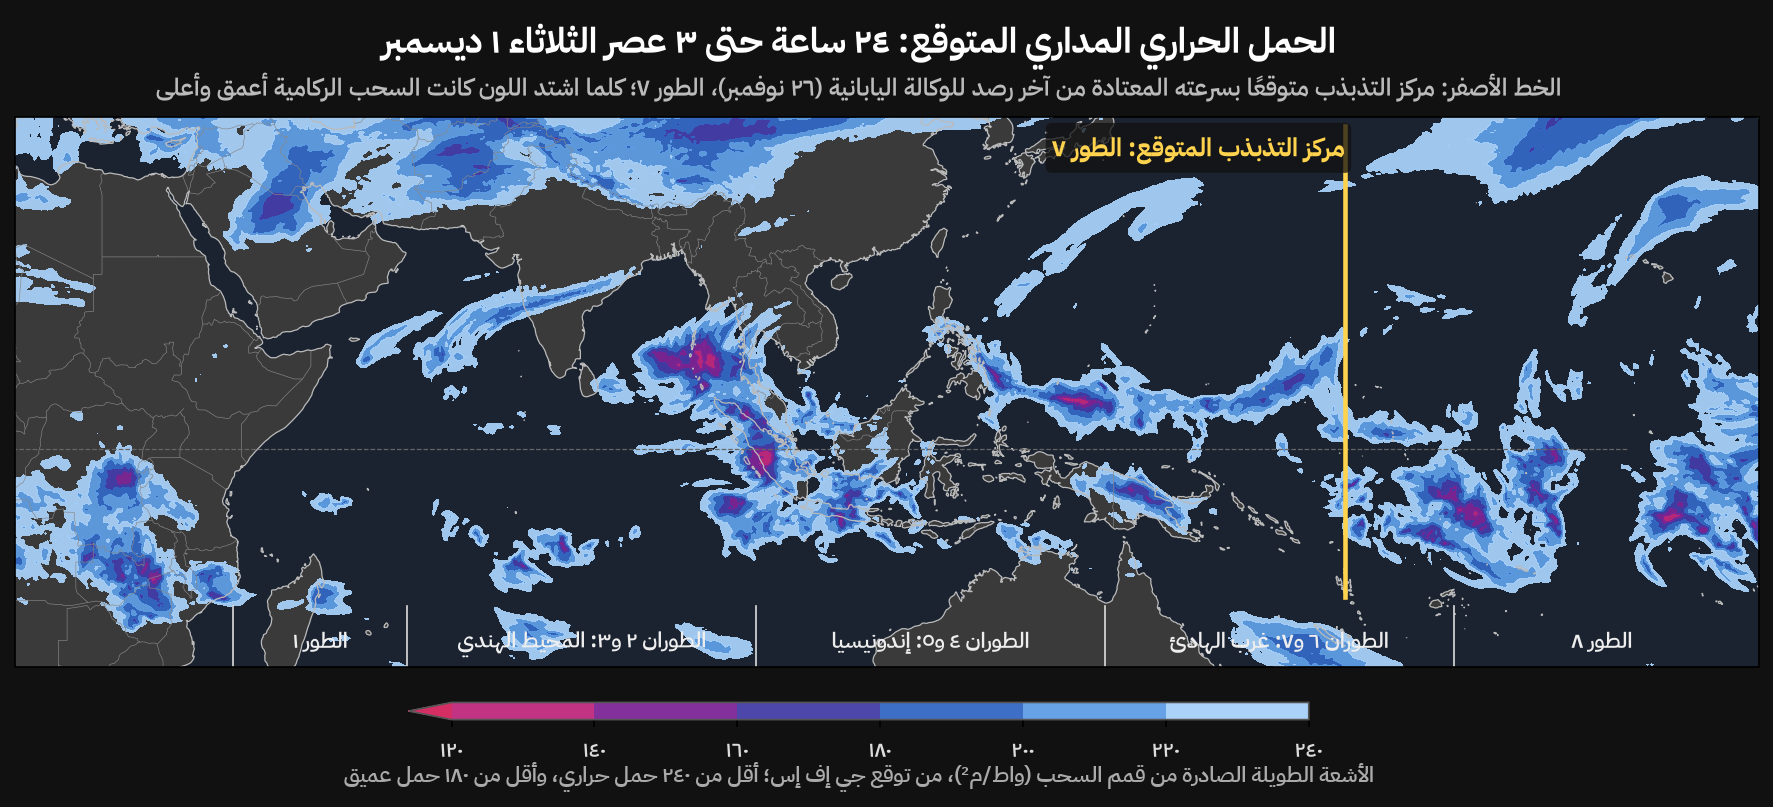 الحمل الحراري المداري المتوقع: ٢٤ ساعة حتى ٣ عصر الثلاثاء ١ ديسمبر
الخط الأصفر: مركز التذبذب متوقعًا بسرعته المعتادة من آخر رصد للوكالة اليابانية (٢٦ نوفمبر)، الطور ٧؛ كلما اشتد اللون كانت السحب الركامية أعمق وأعلى
مركز التذبذب المتوقع: الطور ٧
الطور ١
الطوران ٢ و٣: المحيط الهندي
الطوران ٤ و٥: إندونيسيا
الطوران ٦ و٧: غرب الهادئ
الطور ٨
١٢٠ ١٤٠ ١٦٠ ١٨٠ ٢٠٠ ٢٢٠ ٢٤٠
الأشعة الطويلة الصادرة من قمم السحب (واط/م²)، من توقع جي إف إس؛ أقل من ٢٤٠ حمل حراري، وأقل من ١٨٠ حمل عميق